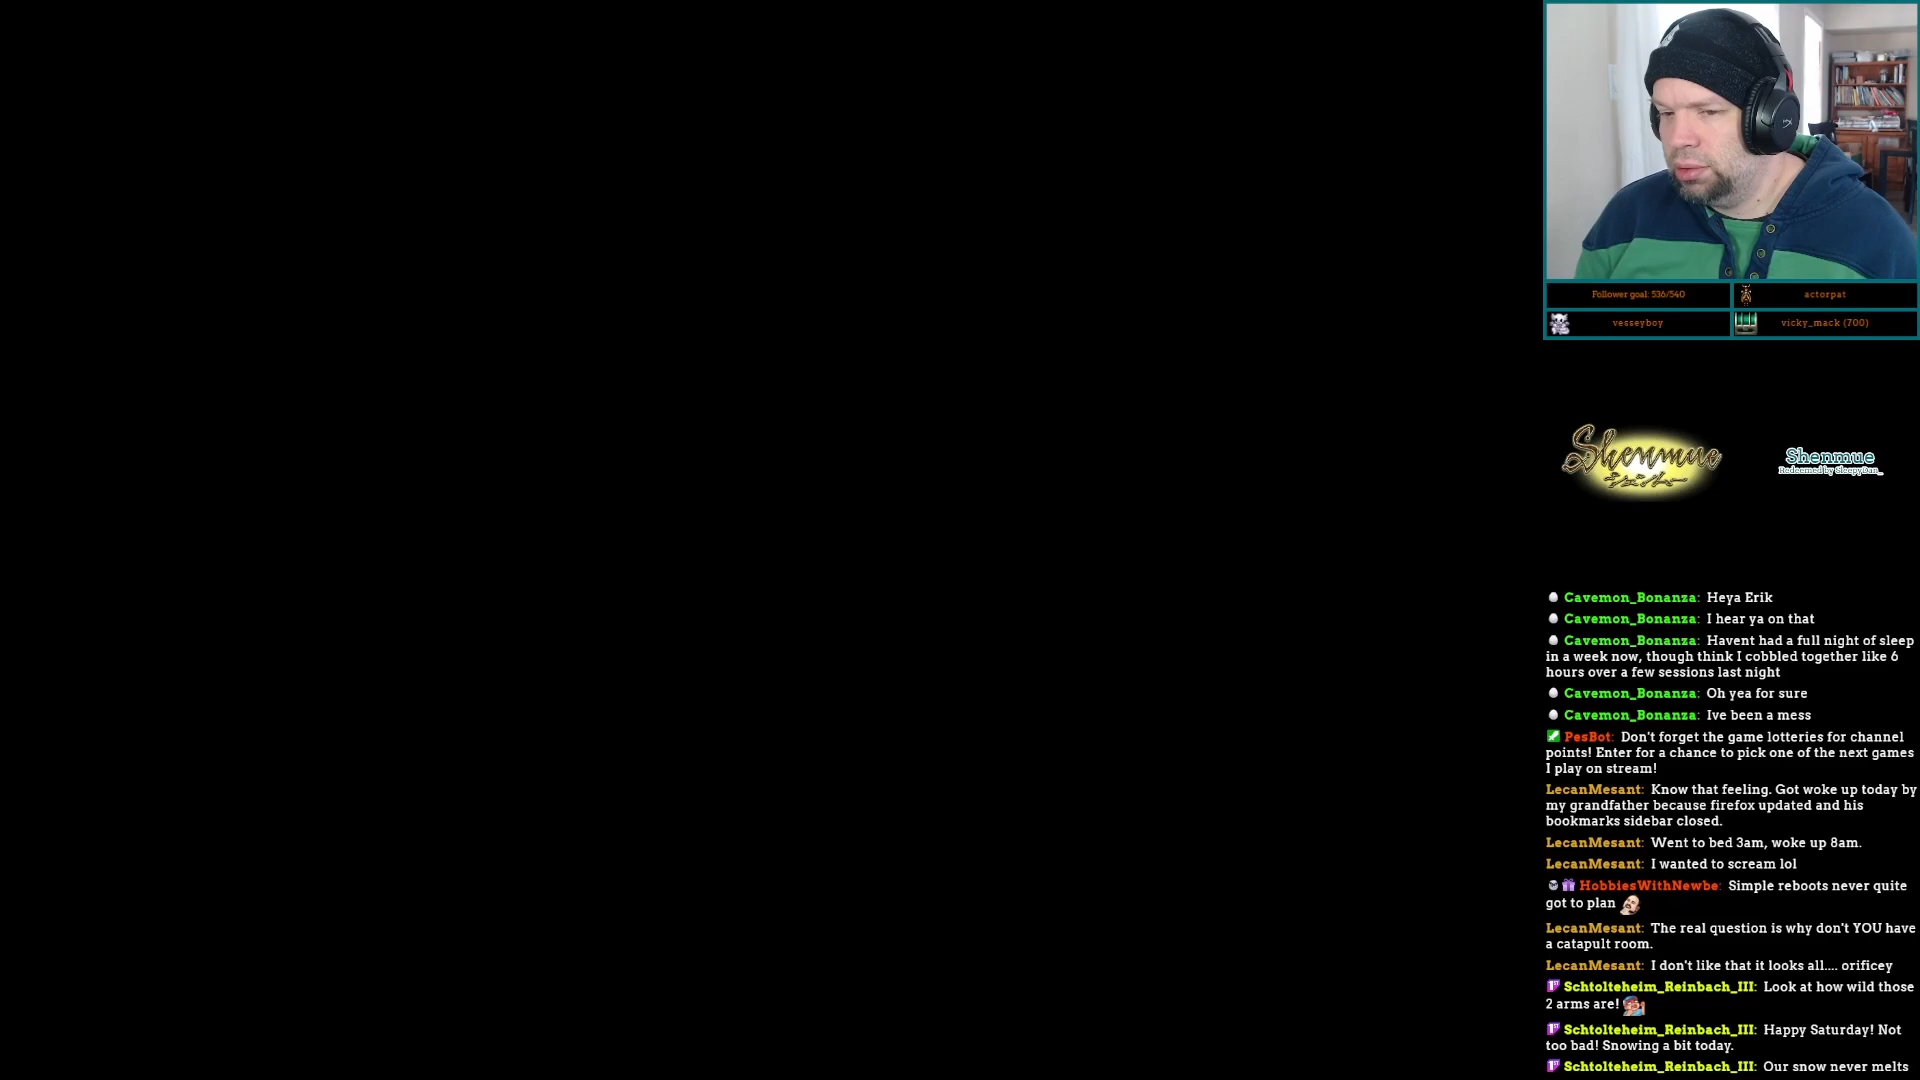 Follower goal: 536/540
actorpat
vesseyboy
vicky_mack (700)
Shenmue
Shenmue
Redeemed by SleepyDan_
Cavemon_Bonanza: Heya Erik
Cavemon_Bonanza: I hear ya on that
Cavemon_Bonanza: Havent had a full night of sleep
in a week now, though think I cobbled together like 6
hours over a few sessions last night
Cavemon_Bonanza: Oh yea for sure
Cavemon_Bonanza: Ive been a mess
PesBot: Don't forget the game lotteries for channel
points! Enter for a chance to pick one of the next games
I play on stream!
LecanMesant: Know that feeling. Got woke up today by
my grandfather because firefox updated and his
bookmarks sidebar closed.
LecanMesant: Went to bed 3am, woke up 8am.
LecanMesant: I wanted to scream lol
HobbiesWithNewbe: Simple reboots never quite
got to plan
LecanMesant: The real question is why don't YOU have
a catapult room.
LecanMesant: I don't like that it looks all.... orificey
Schtolteheim_Reinbach_III: Look at how wild those
2 arms are!
Schtolteheim_Reinbach_III: Happy Saturday! Not
too bad! Snowing a bit today.
Schtolteheim_Reinbach_III: Our snow never melts